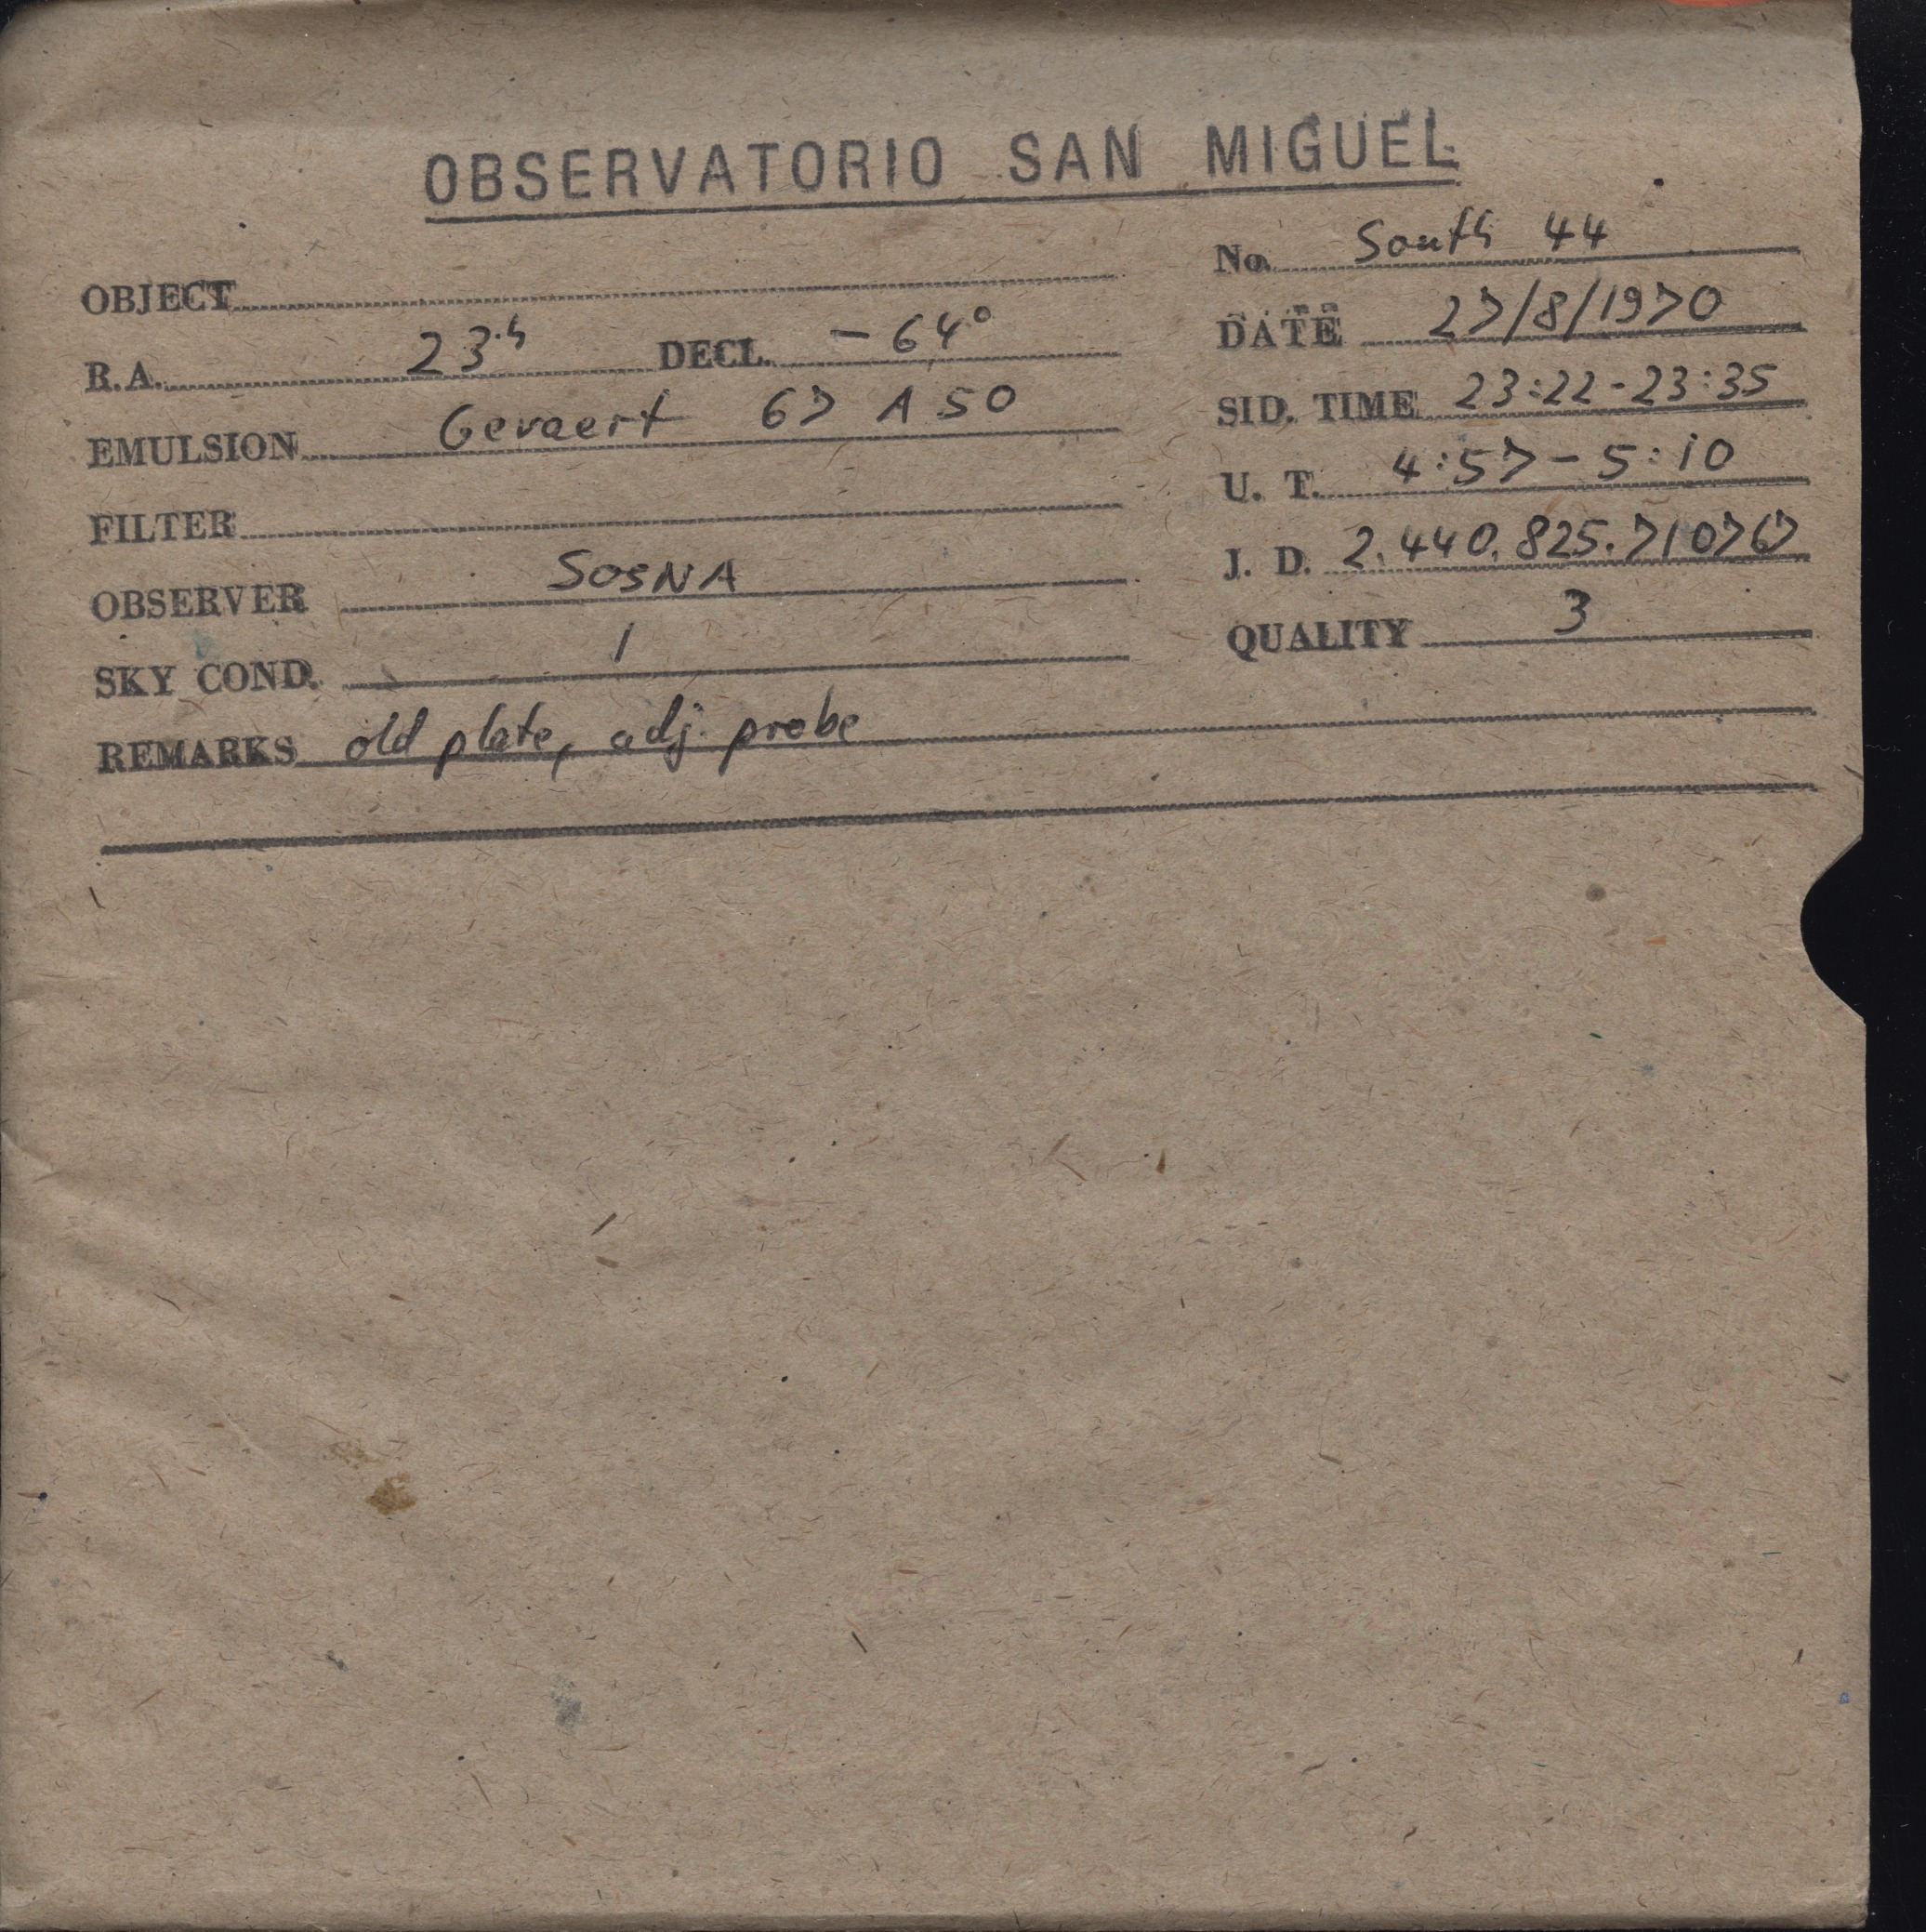 OBSERVATORIO SAN MIGUEL
OBJECT
R.A. 23.h DECL. -64°
EMULSION Gevaert 67 A 50
FILTER
OBSERVER SOSNA
SKY COND. 1
REMARKS old plate, adj. probe
No. South 44
DATE 27/8/1970
SID. TIME 23:22-23:35
U. T. 4:57-5:10
J. D. 2.440.825.710767
QUALITY 3